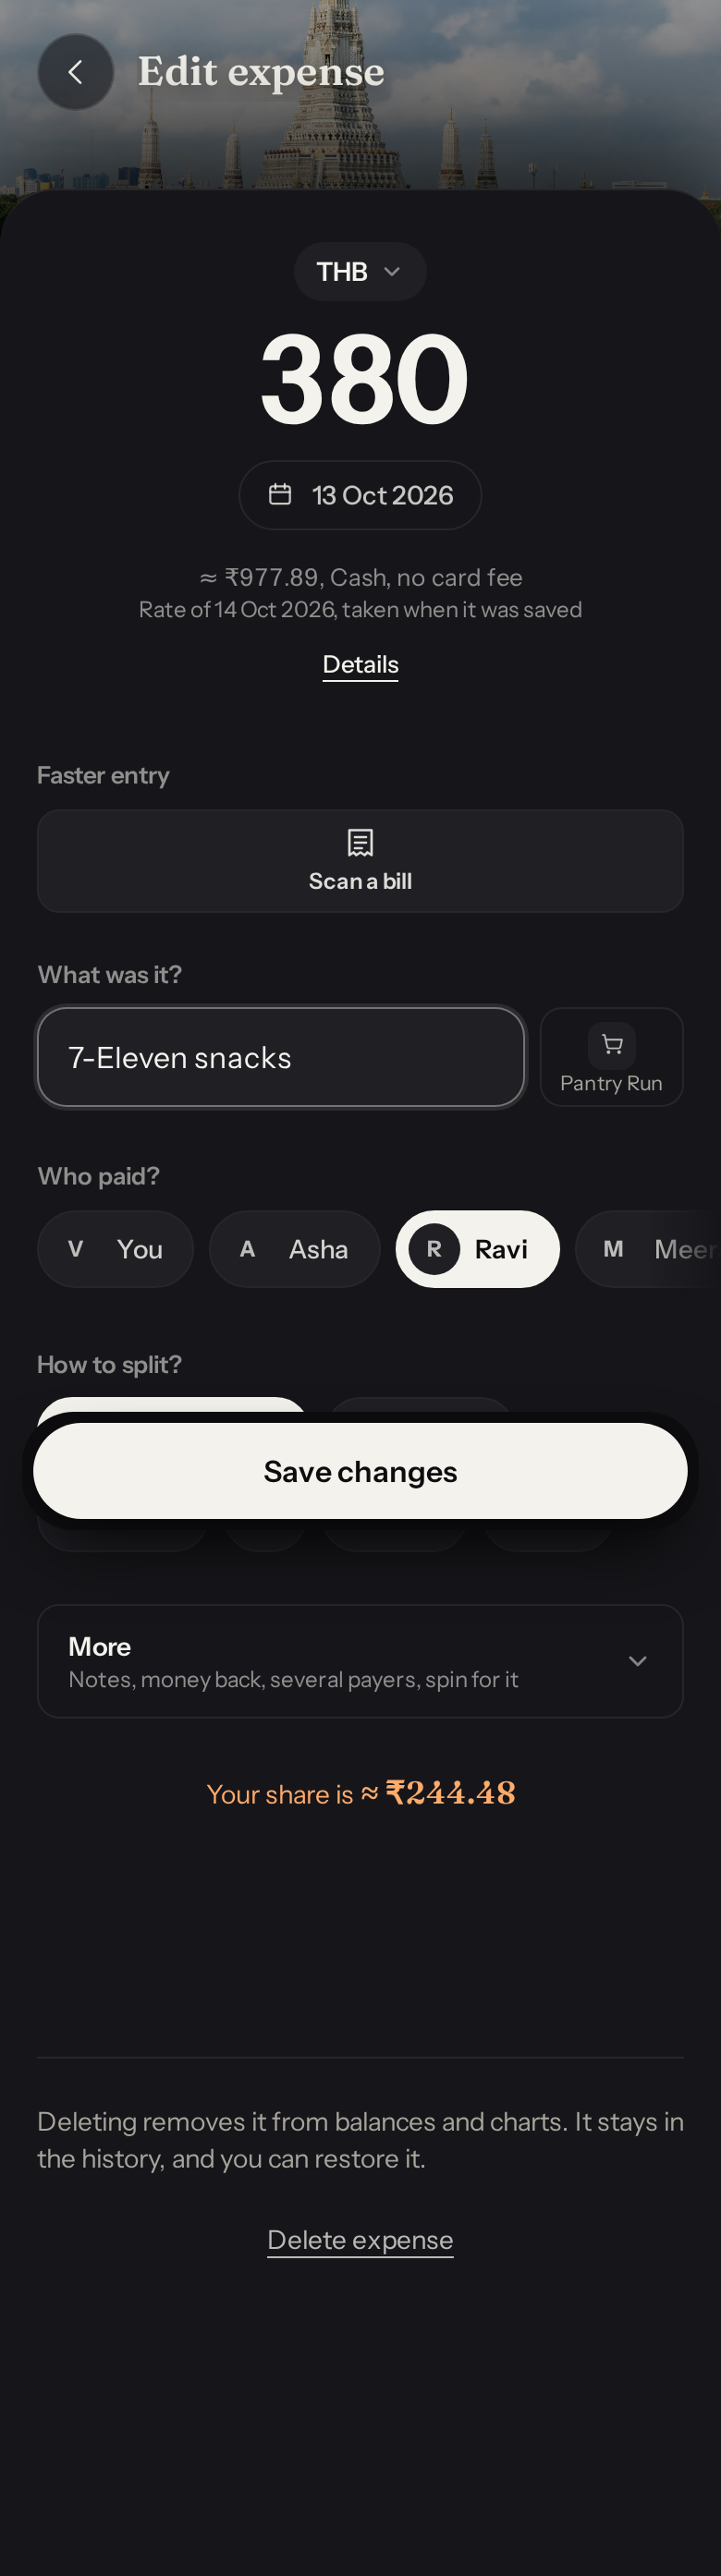 Edit expense
THB
380
13 Oct 2026
≈ ₹977.89, Cash, no card fee
Rate of 14 Oct 2026, taken when it was saved
Details
Faster entry
Scan a bill
What was it?
7-Eleven snacks
Pantry Run
Who paid?
V You
A Asha
R Ravi
M Meer
How to split?
Save changes
More
Notes, money back, several payers, spin for it
Your share is ≈ ₹244.48
Deleting removes it from balances and charts. It stays in
the history, and you can restore it.
Delete expense